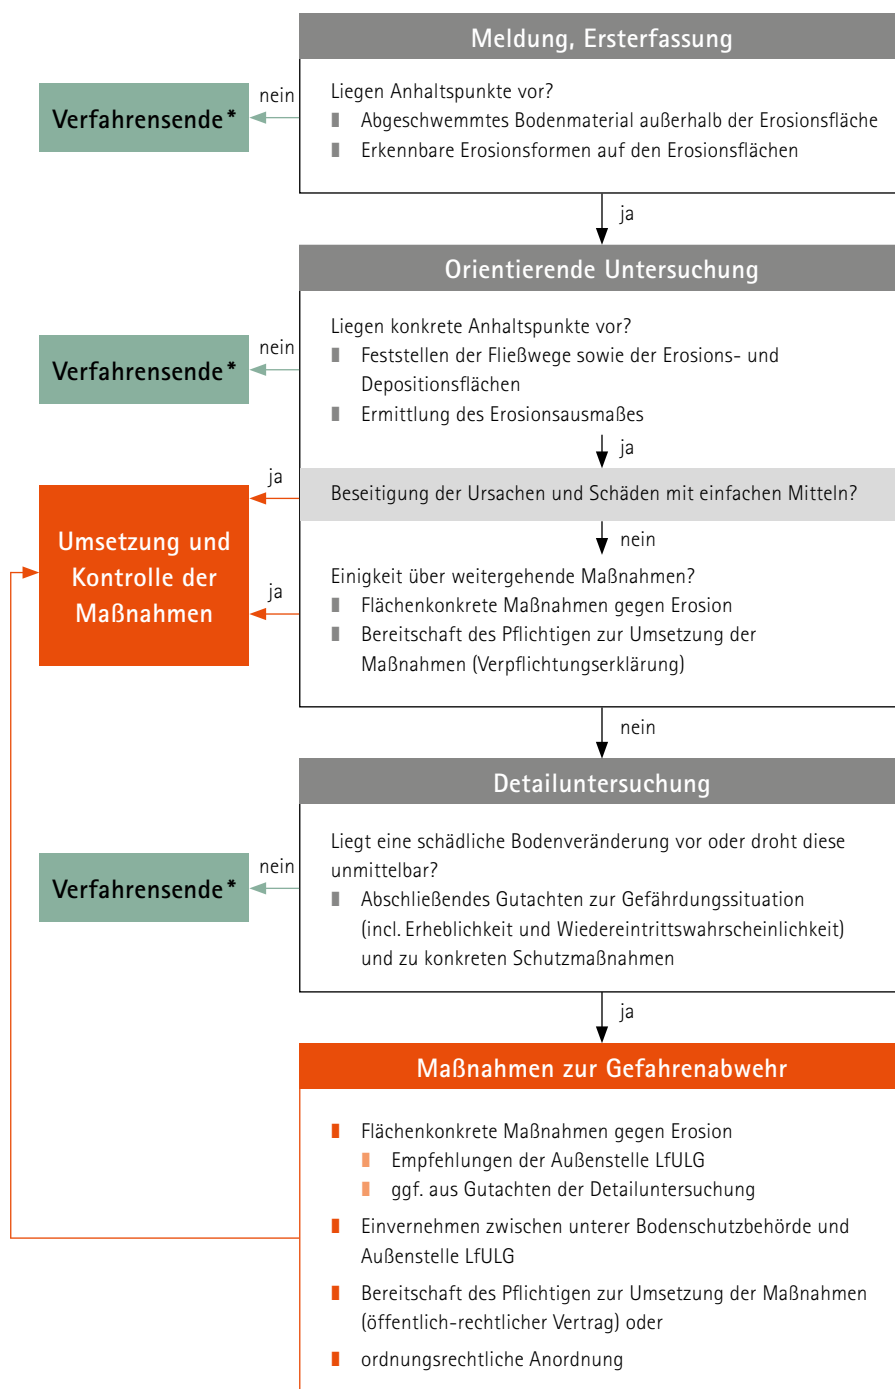 Meldung, Ersterfassung
nein
Verfahrensende*
Liegen Anhaltspunkte vor?
Abgeschwemmtes Bodenmaterial außerhalb der Erosionsfläche
Erkennbare Erosionsformen auf den Erosionsflächen
ja
Orientierende Untersuchung
nein
Verfahrensende*
Liegen konkrete Anhaltspunkte vor?
Feststellen der Fließwege sowie der Erosions- und
Depositionsflächen
Ermittlung des Erosionsausmaßes
ja
ja
Beseitigung der Ursachen und Schäden mit einfachen Mitteln?
nein
Umsetzung und
Kontrolle der
Maßnahmen
ja
Einigkeit über weitergehende Maßnahmen?
Flächenkonkrete Maßnahmen gegen Erosion
Bereitschaft des Pflichtigen zur Umsetzung der
Maßnahmen (Verpflichtungserklärung)
nein
Detailuntersuchung
nein
Verfahrensende*
Liegt eine schädliche Bodenveränderung vor oder droht diese
unmittelbar?
Abschließendes Gutachten zur Gefährdungssituation
(incl. Erheblichkeit und Wiedereintrittswahrscheinlichkeit)
und zu konkreten Schutzmaßnahmen
ja
Maßnahmen zur Gefahrenabwehr
Flächenkonkrete Maßnahmen gegen Erosion
Empfehlungen der Außenstelle LfULG
ggf. aus Gutachten der Detailuntersuchung
Einvernehmen zwischen unterer Bodenschutzbehörde und
Außenstelle LfULG
Bereitschaft des Pflichtigen zur Umsetzung der Maßnahmen
(öffentlich-rechtlicher Vertrag) oder
ordnungsrechtliche Anordnung